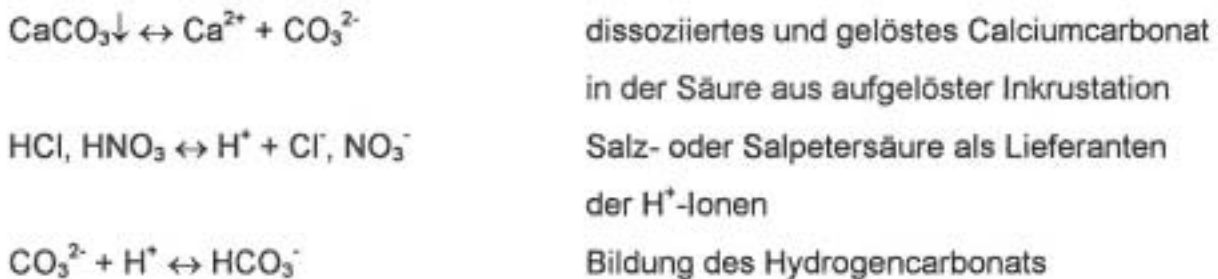 CaCO₃↓ ↔ Ca²⁺ + CO₃²⁻ dissoziiertes und gelöstes Calciumcarbonat
in der Säure aus aufgelöster Inkrustation
HCl, HNO₃ ↔ H⁺ + Cl⁻, NO₃⁻ Salz- oder Salpetersäure als Lieferanten
der H⁺-Ionen
CO₃²⁻ + H⁺ ↔ HCO₃⁻ Bildung des Hydrogencarbonats